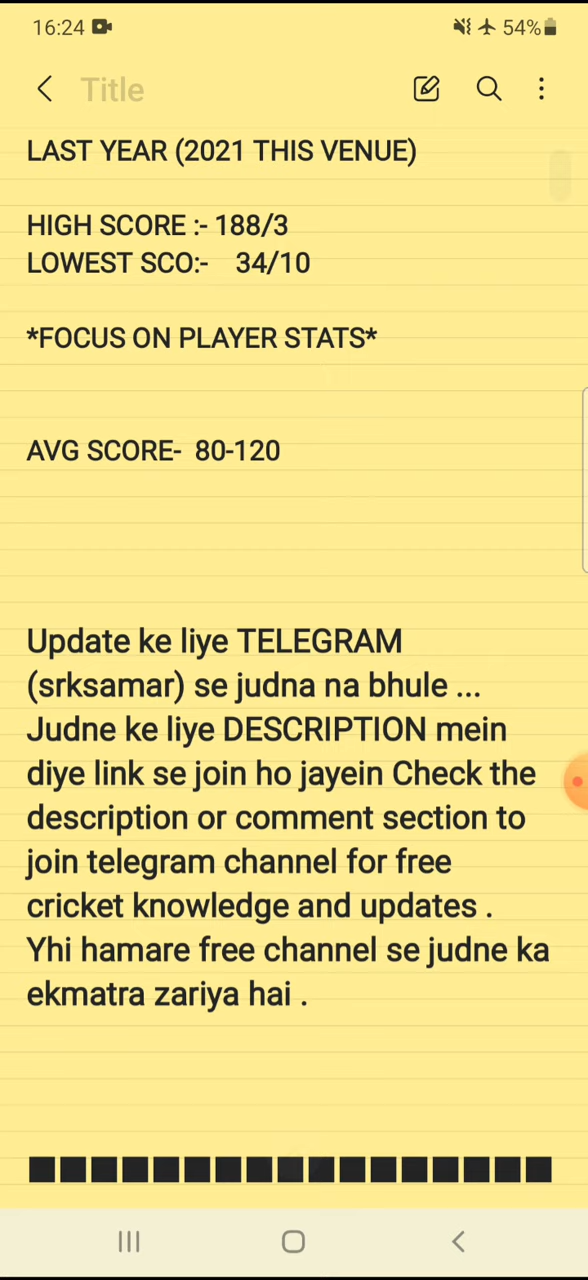 16:24
54%
Title
LAST YEAR (2021 THIS VENUE)
HIGH SCORE :- 188/3
LOWEST SCO:- 34/10
*FOCUS ON PLAYER STATS*
AVG SCORE- 80-120
Update ke liye TELEGRAM
(srksamar) se judna na bhule ...
Judne ke liye DESCRIPTION mein
diye link se join ho jayein Check the
description or comment section to
join telegram channel for free
cricket knowledge and updates .
Yhi hamare free channel se judne ka
ekmatra zariya hai .